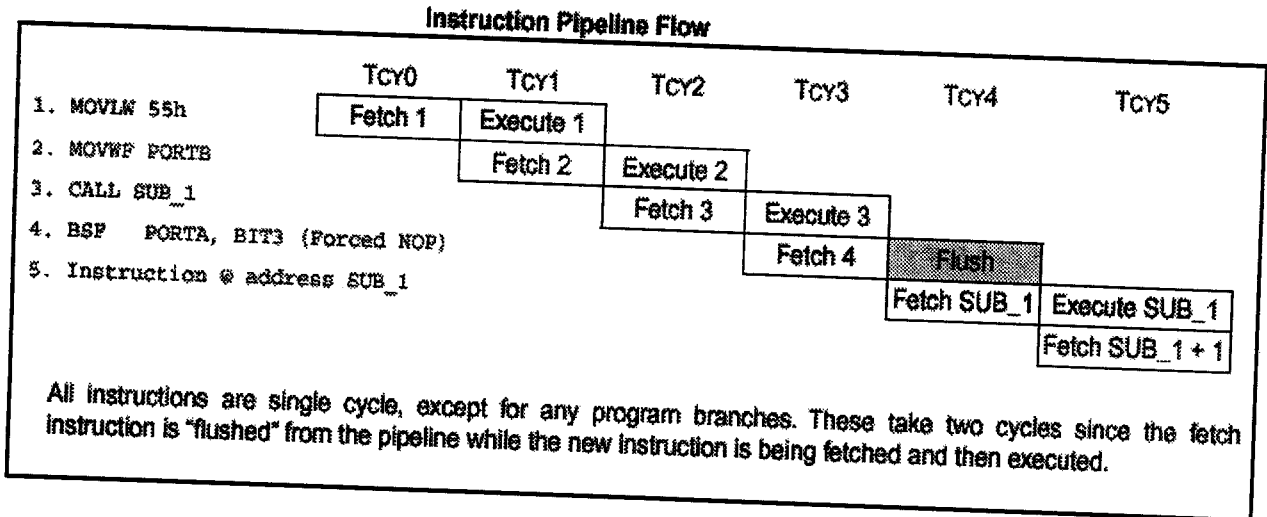 Instruction Pipeline Flow
TCY0 TCY1 TCY2 TCY3 TCY4 TCY5
1. MOVLW 55h Fetch 1 Execute 1
2. MOVWF PORTB Fetch 2 Execute 2
3. CALL SUB_1 Fetch 3 Execute 3
4. BSF PORTA, BIT3 (Forced NOP) Fetch 4 Flush
5. Instruction @ address SUB_1 Fetch SUB_1 Execute SUB_1
Fetch SUB_1 + 1
All instructions are single cycle, except for any program branches. These take two cycles since the fetch
instruction is "flushed" from the pipeline while the new instruction is being fetched and then executed.